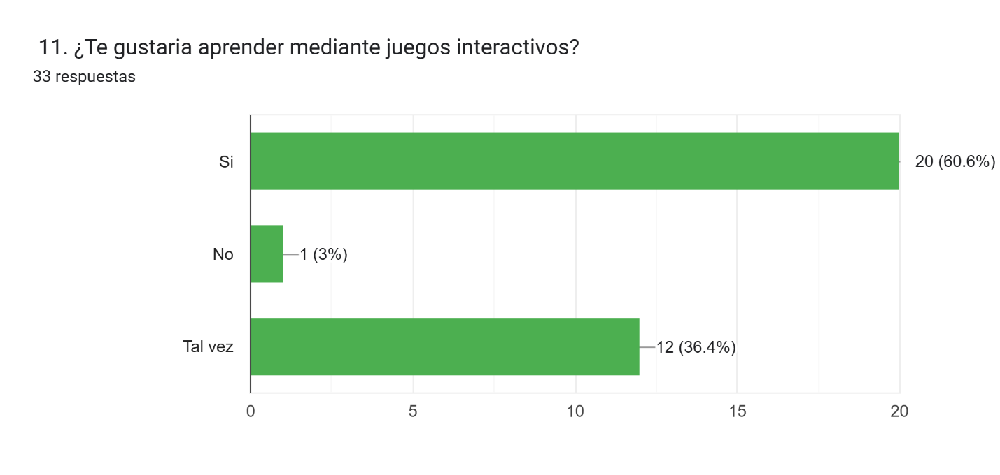 11. ¿Te gustaria aprender mediante juegos interactivos?
33 respuestas
Si
20 (60.6%)
No
1 (3%)
Tal vez
12 (36.4%)
0 5 10 15 20